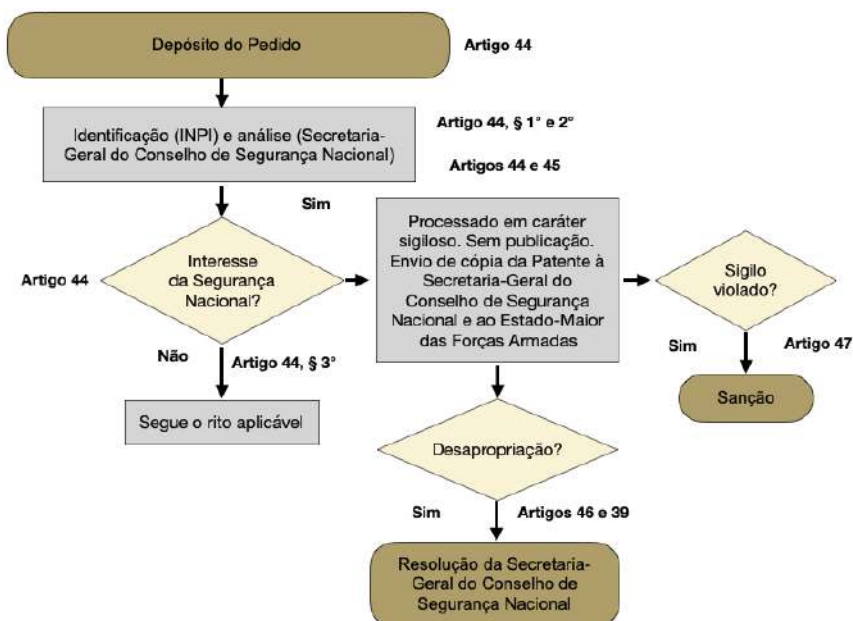 Depósito do Pedido
Artigo 44
Identificação (INPI) e análise (Secretaria-
Geral do Conselho de Segurança Nacional)
Artigo 44, § 1° e 2°
Artigos 44 e 45
Sim
Artigo 44
Interesse
da Segurança
Nacional?
Processado em caráter
sigiloso. Sem publicação.
Envio de cópia da Patente à
Secretaria-Geral do
Conselho de Segurança
Nacional e ao Estado-Maior
das Forças Armadas
Sigilo
violado?
Não
Artigo 44, § 3°
Sim
Artigo 47
Segue o rito aplicável
Sanção
Desapropriação?
Sim
Artigos 46 e 39
Resolução da Secretaria-
Geral do Conselho de
Segurança Nacional